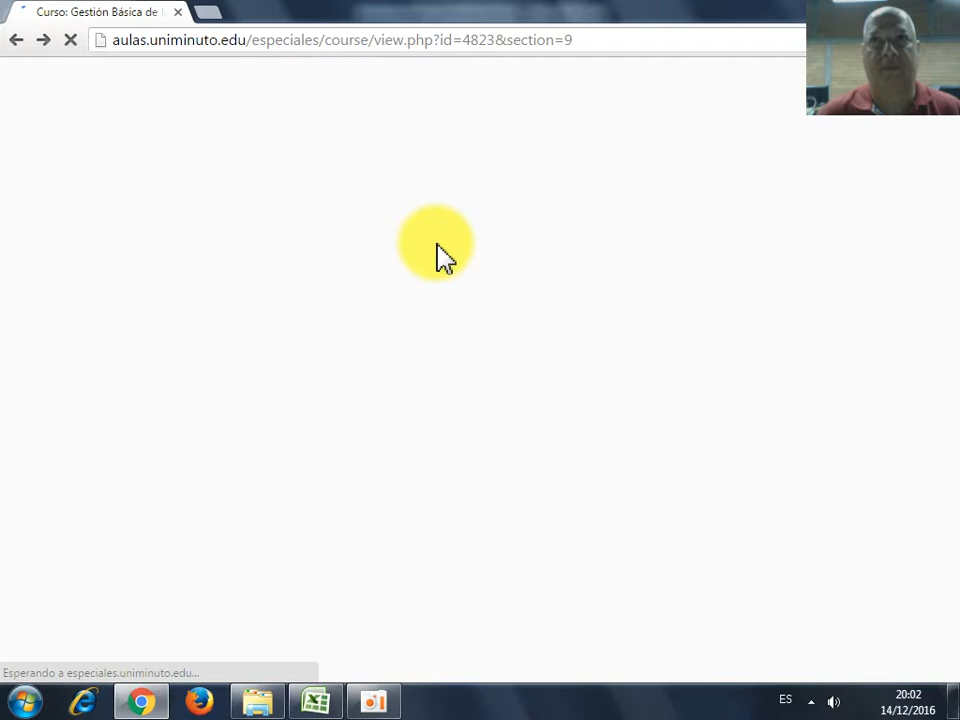 Curso: Gestión Básica de
aulas.uniminuto.edu/especiales/course/view.php?id=4823&section=9
Esperando a especiales.uniminuto.edu...
ES
20:02
14/12/2016